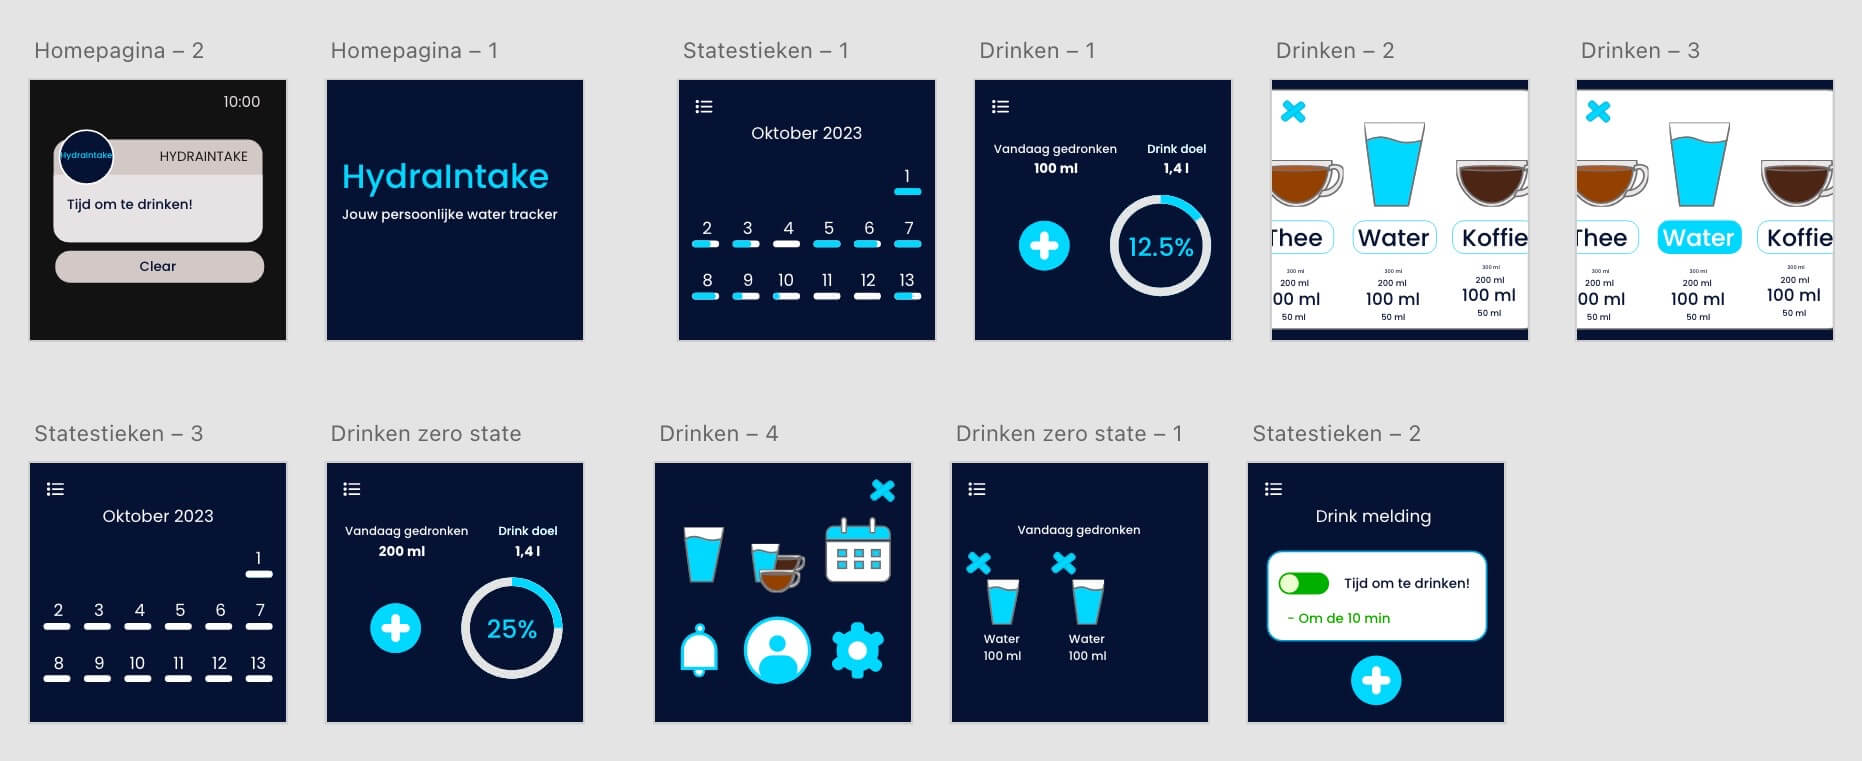 Homepagina – 2
Homepagina – 1
Statestieken – 1
Drinken – 1
Drinken – 2
Drinken – 3
10:00
HydraIntake
HYDRAINTAKE
Tijd om te drinken!
Clear
HydraIntake
Jouw persoonlijke water tracker
Oktober 2023
1
2 3 4 5 6 7
8 9 10 11 12 13
Vandaag gedronken
100 ml
Drink doel
1,4 l
12.5%
Thee Water Koffie
300 ml 300 ml 300 ml
200 ml 200 ml 200 ml
00 ml 100 ml 100 ml
50 ml 50 ml 50 ml
Thee Water Koffie
300 ml 300 ml 300 ml
200 ml 200 ml 200 ml
00 ml 100 ml 100 ml
50 ml 50 ml 50 ml
Statestieken – 3
Drinken zero state
Drinken – 4
Drinken zero state – 1
Statestieken – 2
Oktober 2023
1
2 3 4 5 6 7
8 9 10 11 12 13
Vandaag gedronken
200 ml
Drink doel
1,4 l
25%
Vandaag gedronken
Water Water
100 ml 100 ml
Drink melding
Tijd om te drinken!
- Om de 10 min